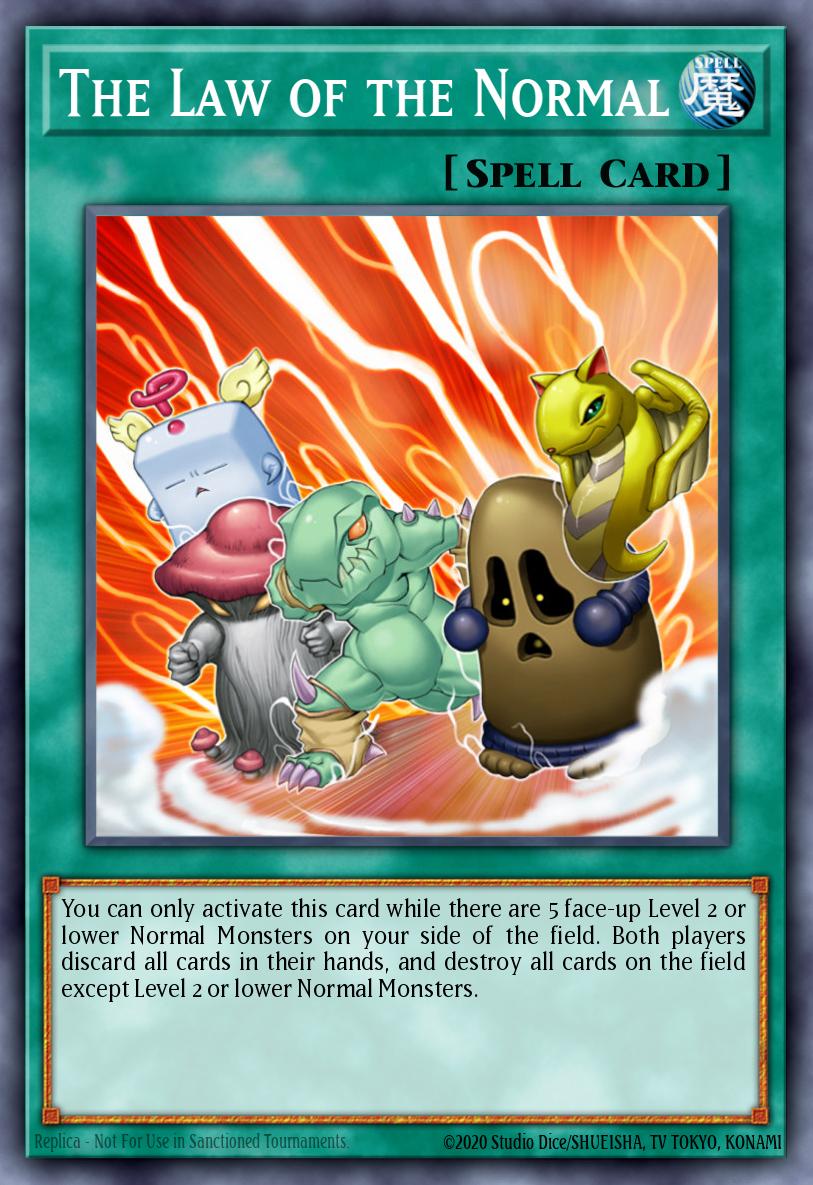 The Law of the Normal
SPELL
魔
[ Spell Card ]
You can only activate this card while there are 5 face-up Level 2 or
lower Normal Monsters on your side of the field. Both players
discard all cards in their hands, and destroy all cards on the field
except Level 2 or lower Normal Monsters.
Replica - Not For Use in Sanctioned Tournaments.
©2020 Studio Dice/SHUEISHA, TV TOKYO, KONAMI